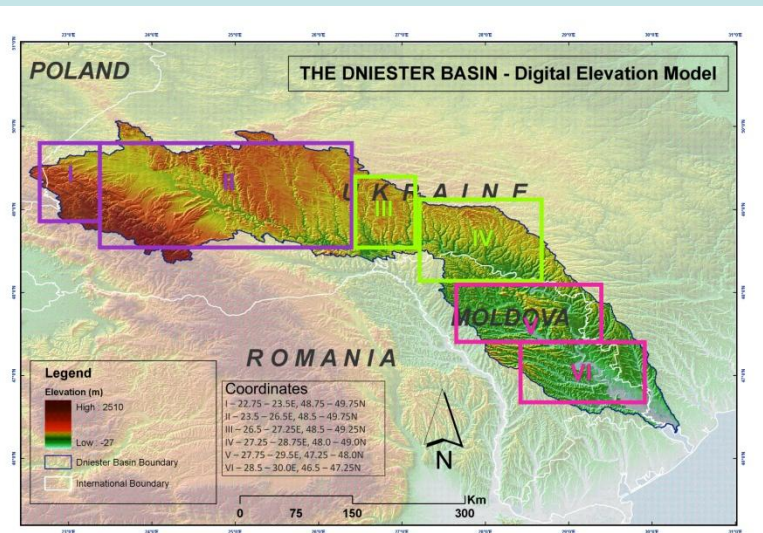 POLAND
THE DNIESTER BASIN - Digital Elevation Model
I
II
UKRAINE
III
IV
MOLDOVA
V
VI
ROMANIA
Legend
Elevation (m)
High : 2510
Low : -27
Dniester Basin Boundary
International Boundary
Coordinates
I – 22.75 – 23.5E, 48.75 – 49.75N
II – 23.5 – 26.5E, 48.5 – 49.75N
III – 26.5 – 27.25E, 48.5 – 49.25N
IV – 27.25 – 28.75E, 48.0 – 49.0N
V – 27.75 – 29.5E, 47.25 – 48.0N
VI – 28.5 – 30.0E, 46.5 – 47.25N
N
Km
0 75 150 300